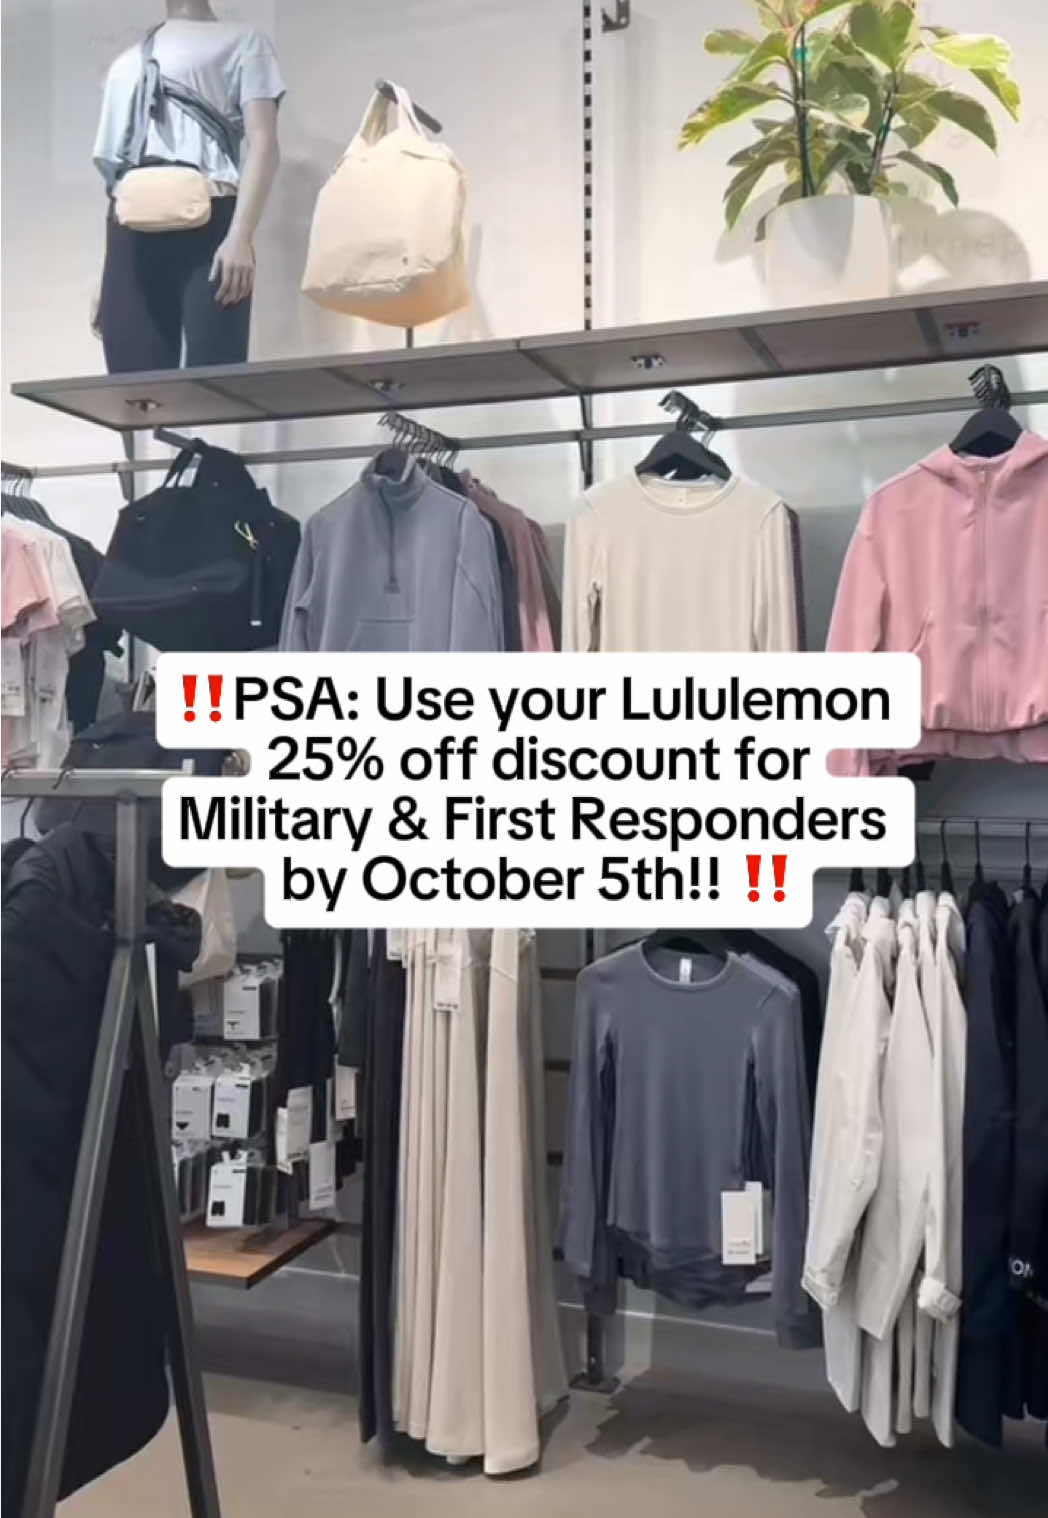 ‼️PSA: Use your Lululemon
25% off discount for
Military & First Responders
by October 5th!! ‼️